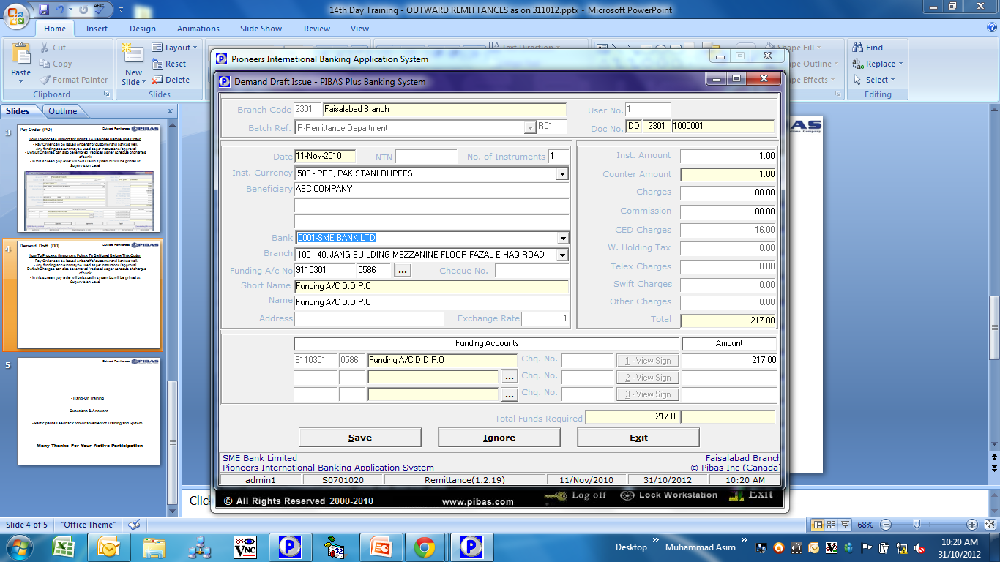 14th Day Training - OUTWARD REMITTANCES as on 311012.pptx - Microsoft PowerPoint
Home Insert Design Animations Slide Show Review View
Paste
Cut
Copy
Format Painter
Clipboard
New Slide
Layout
Reset
Delete
Slides
Text Direction
Shape Fill
Shape Outline
Shape Effects
Find
Replace
Select
Editing
Slides Outline
3
Pay Order (PO)
Outward Remittances PIBAS
How To Process /Important Points To Be Noted Before This Option
- Pay Order can be issued on behalf of customer and bank as well.
- Any funding account may be used as per instructions / approval
- Default Charges can also be removed / reduced as per schedule of charges of bank
- In this screen pay order will be issued in system but will be printed at Supervision Level
4
Demand Draft (DD)
Outward Remittances PIBAS
How To Process /Important Points To Be Noted Before This Option
- Pay Order can be issued on behalf of customer and bank as well.
- Any funding account may be used as per instructions / approval
- Default Charges can also be removed / reduced as per schedule of charges of bank
- In this screen pay order will be issued in system but will be printed at Supervision Level
5
Outward Remittances PIBAS
- Hand-On Training
- Questions & Answers
- Participants Feedback for enhancement of Training and System
Many Thanks For Your Active Participation
Pioneers International Banking Application System
Demand Draft Issue - PIBAS Plus Banking System
Branch Code 2301 Faisalabad Branch User No. 1
Batch Ref. R-Remittance Department R01 Doc No. DD 2301 1000001
Date 11-Nov-2010 NTN No. of Instruments 1
Inst. Currency 586 - PRS, PAKISTANI RUPEES
Beneficiary ABC COMPANY
Bank 0001-SME BANK LTD
Branch 1001-40, JANG BUILDING-MEZZANINE FLOOR-FAZAL-E-HAQ ROAD
Funding A/c No 9110301 0586 ... Cheque No.
Short Name Funding A/C D.D P.O
Name Funding A/C D.D P.O
Address Exchange Rate 1
Inst. Amount 1.00
Counter Amount 1.00
Charges 100.00
Commission 100.00
CED Charges 16.00
W. Holding Tax 0.00
Telex Charges 0.00
Swift Charges 0.00
Other Charges 0.00
Total 217.00
Funding Accounts Amount
9110301 0586 Funding A/C D.D P.O Chq. No. 1 - View Sign 217.00
... Chq. No. 2 - View Sign
... Chq. No. 3 - View Sign
Total Funds Required 217.00
Save Ignore Exit
SME Bank Limited Faisalabad Branch
Pioneers International Banking Application System © Pibas Inc (Canada
admin1 S0701020 Remittance(1.2.19) 11/Nov/2010 31/10/2012 10:20 AM
© All Rights Reserved 2000-2010 www.pibas.com Log off Lock Workstation Exit
Clic
Slide 4 of 5 "Office Theme" 68%
Desktop Muhammad Asim 10:20 AM
31/10/2012